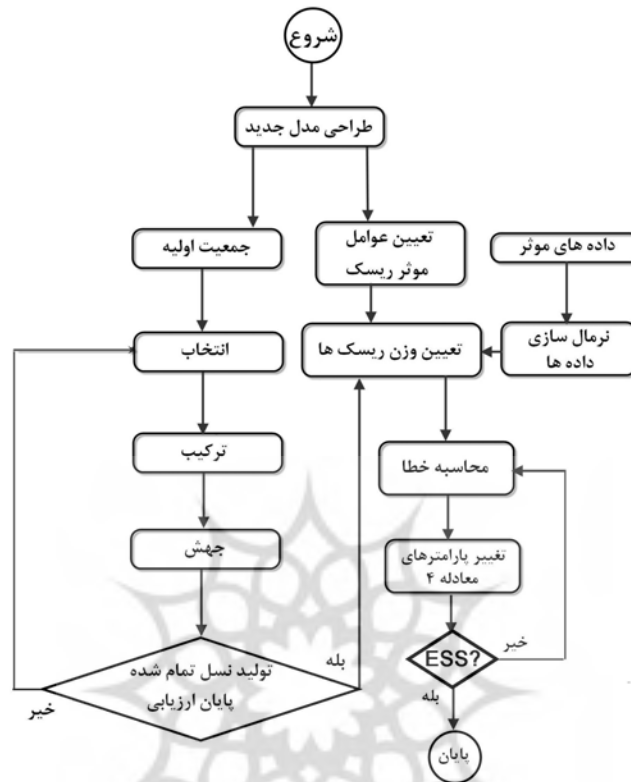 شروع
طراحی مدل جدید
جمعیت اولیه
تعیین عوامل
موثر ریسک
داده های موثر
انتخاب
تعیین وزن ریسک ها
نرمال سازی
داده ها
ترکیب
محاسبه خطا
جهش
تغییر پارامترهای
معادله ۴
تولید نسل تمام شده
پایان ارزیابی
بله
خیر
ESS?
خیر
بله
پایان